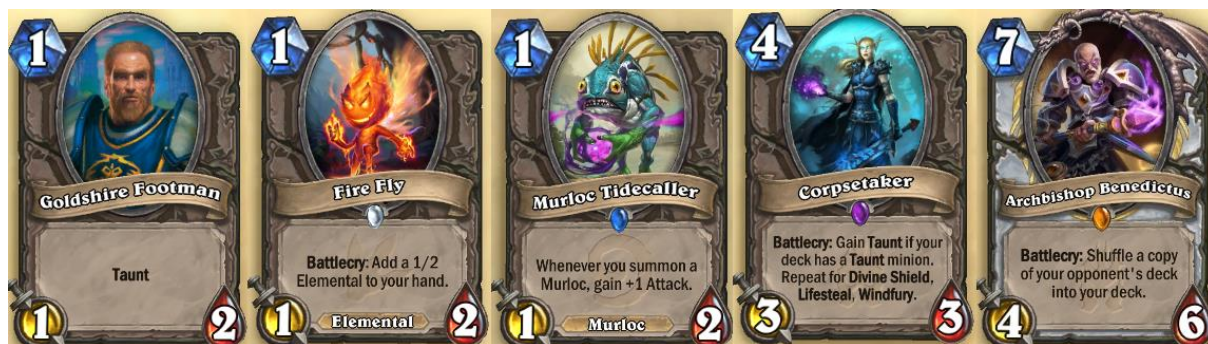 1
Goldshire Footman
Taunt
1
2
1
Fire Fly
Battlecry: Add a 1/2
Elemental to your hand.
1
Elemental
2
1
Murloc Tidecaller
Whenever you summon a
Murloc, gain +1 Attack.
1
Murloc
2
4
Corpsetaker
Battlecry: Gain Taunt if your
deck has a Taunt minion.
Repeat for Divine Shield,
Lifesteal, Windfury.
3
3
7
Archbishop Benedictus
Battlecry: Shuffle a copy
of your opponent's deck
into your deck.
4
6